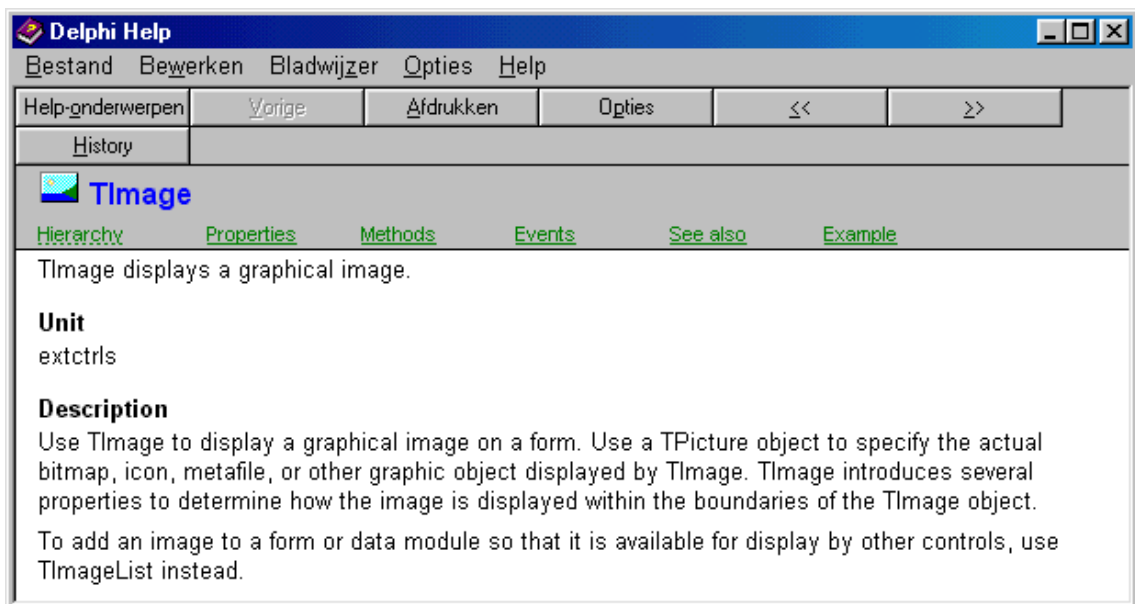 Delphi Help
Bestand Bewerken Bladwijzer Opties Help
Help-onderwerpen Vorige Afdrukken Opties << >>
History
TImage
Hierarchy Properties Methods Events See also Example
TImage displays a graphical image.
Unit
extctrls
Description
Use TImage to display a graphical image on a form. Use a TPicture object to specify the actual
bitmap, icon, metafile, or other graphic object displayed by TImage. TImage introduces several
properties to determine how the image is displayed within the boundaries of the TImage object.
To add an image to a form or data module so that it is available for display by other controls, use
TImageList instead.